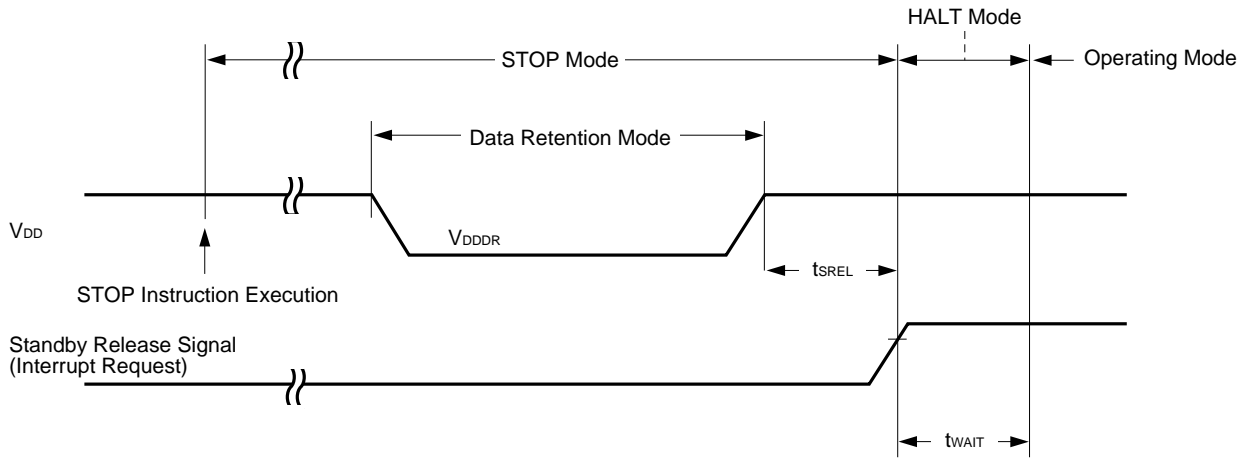 HALT Mode
STOP Mode
Operating Mode
Data Retention Mode
VDD
VDDDR
STOP Instruction Execution
tSREL
Standby Release Signal
(Interrupt Request)
tWAIT